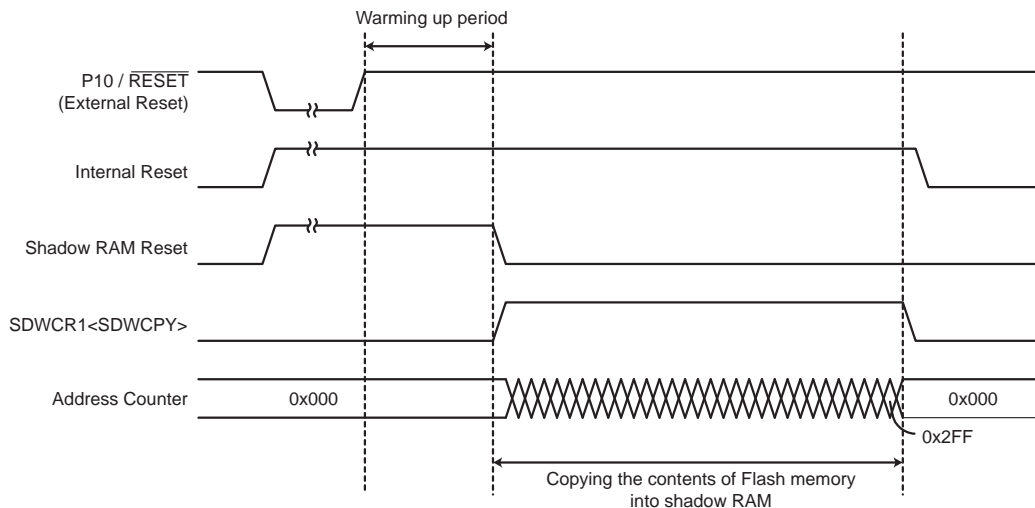 Warming up period
P10 / RESET
(External Reset)
Internal Reset
Shadow RAM Reset
SDWCR1<SDWCPY>
Address Counter
0x000
0x000
0x2FF
Copying the contents of Flash memory
into shadow RAM